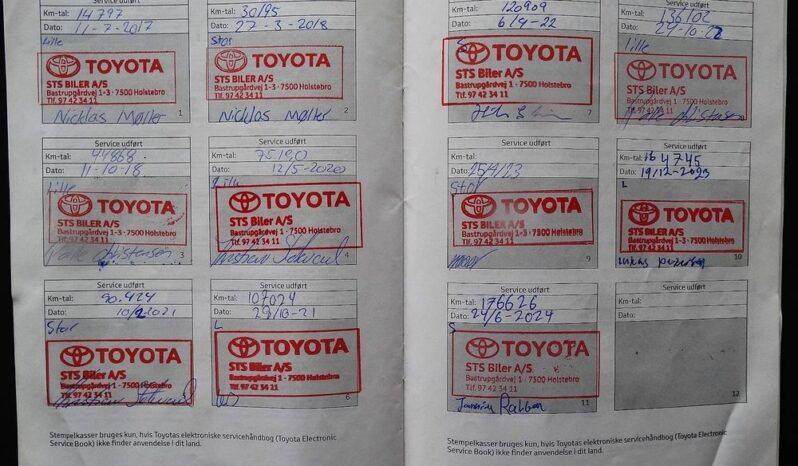 Km-tal: 14797
Dato: 11-7-2017
Lille
TOYOTA
STS BILER A/S
Bastrupgårdvej 1-3 · 7500 Holstebro
Tlf. 97 42 34 11
Nicklas Møller
1
Km-tal: 30195
Dato: 27-3-2018
Stor
TOYOTA
STS BILER A/S
Bastrupgårdvej 1-3 · 7500 Holstebro
Tlf. 97 42 34 11
Nicklas Møller
2
Service udført
Km-tal: 44868
Dato: 11-10-18
Lille
TOYOTA
STS BILER A/S
Bastrupgårdvej 1-3 · 7500 Holstebro
Tlf. 97 42 34 11
Christensen
3
Service udført
Km-tal: 75190
Dato: 12/5-2020
Lille
TOYOTA
STS Biler A/S
Bastrupgårdvej 1 · 7500 Holstebro
Tlf. 97 42 34 11
4
Service udført
Km-tal: 90.424
Dato: 10/2021
Stor
TOYOTA
STS Biler A/S
Bastrupgårdvej 1 · 7500 Holstebro
Tlf. 97 42 34 11
Service udført
Km-tal: 107024
Dato: 29/10-21
L
TOYOTA
STS Biler A/S
Bastrupgårdvej 1 · 7500 Holstebro
Tlf. 97 42 34 11
6
Stempelkasser bruges kun, hvis Toyotas elektroniske servicehåndbog (Toyota Electronic
Service Book) ikke finder anvendelse i dit land.
Km-tal: 120909
Dato: 6/4-22
S
TOYOTA
STS BILER A/S
Bastrupgårdvej 1-3 · 7500 Holstebro
Tlf. 97 42 34 11
7
Km-tal: 136102
Dato: 24-10-22
Lille
TOYOTA
STS BILER A/S
Bastrupgårdvej 1-3 · 7500 Holstebro
Tlf. 97 42 34 11
Christensen
Service udført
Km-tal:
Dato: 25/4/23
Stor
TOYOTA
STS BILER A/S
Bastrupgårdvej 1-3 · 7500 Holstebro
Tlf. 97 42 34 11
9
Service udført
Km-tal: 164745
Dato: 19/12-2023
L
TOYOTA
STS BILER A/S
Bastrupgårdvej 1-3 · 7500 Holstebro
Tlf. 97 42 34 11
10
Service udført
Km-tal: 176626
Dato: 24/6-2024
S
TOYOTA
STS BILER A/S
Bastrupgårdvej 1-3 · 7500 Holstebro
Tlf. 97 42 34 11
11
Service udført
Km-tal:
Dato:
12
Stempelkasser bruges kun, hvis Toyotas elektroniske servicehåndbog (Toyota Electronic
Service Book) ikke finder anvendelse i dit land.